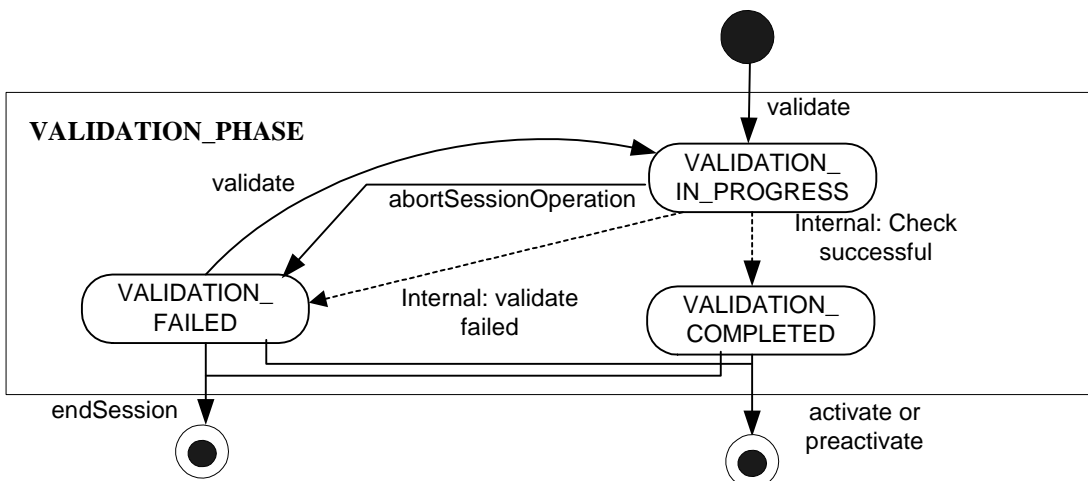 validate
VALIDATION_PHASE
VALIDATION_
IN_PROGRESS
validate
abortSessionOperation
Internal: Check
successful
VALIDATION_
FAILED
Internal: validate
failed
VALIDATION_
COMPLETED
endSession
activate or
preactivate